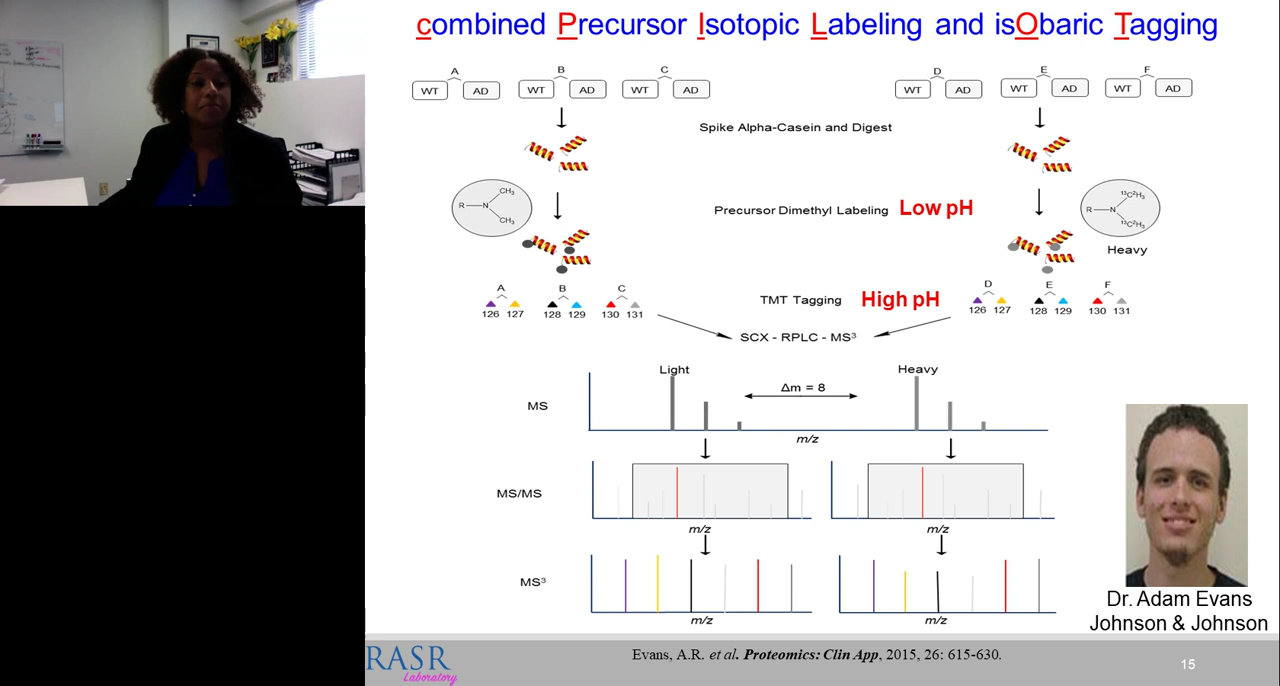 combined Precursor Isotopic Labeling and isObaric Tagging
A B C D E F
WT AD WT AD WT AD WT AD WT AD WT AD
Spike Alpha-Casein and Digest
R N CH₃ CH₃
Precursor Dimethyl Labeling Low pH
R N ¹³C²H₃ ¹³C²H₃
Heavy
A B C D E F
TMT Tagging High pH
126 127 128 129 130 131 126 127 128 129 130 131
SCX - RPLC - MS³
Light Heavy
Δm = 8
MS
m/z
MS/MS
m/z m/z
MS³
m/z m/z
Dr. Adam Evans
Johnson & Johnson
RASR
Laboratory
Evans, A.R. et al. Proteomics: Clin App, 2015, 26: 615-630.
15